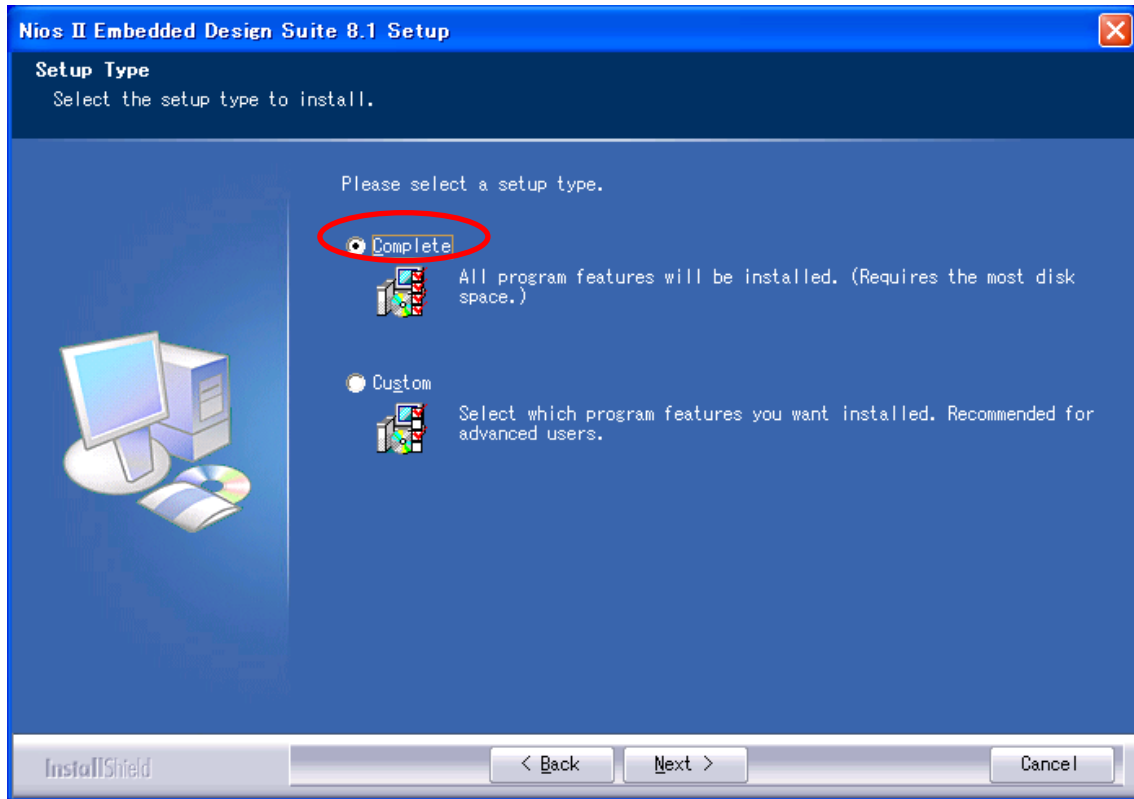 Nios II Embedded Design Suite 8.1 Setup
Setup Type
Select the setup type to install.
Please select a setup type.
Complete
All program features will be installed. (Requires the most disk
space.)
Custom
Select which program features you want installed. Recommended for
advanced users.
InstallShield
< Back
Next >
Cancel